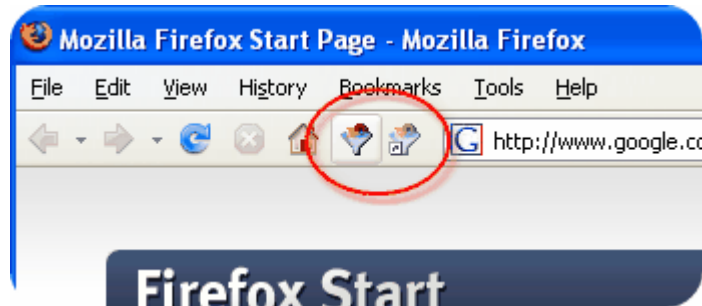 Mozilla Firefox Start Page - Mozilla Firefox
File Edit View History Bookmarks Tools Help
G http://www.google.co
Firefox Start